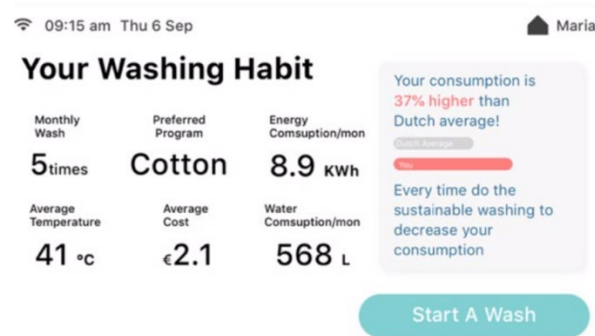 09:15 am Thu 6 Sep
Maria
Your Washing Habit
Monthly
Wash
5times
Preferred
Program
Cotton
Energy
Comsuption/mon
8.9 KWh
Average
Temperature
41 °C
Average
Cost
€2.1
Water
Comsuption/mon
568 L
Your consumption is
37% higher than
Dutch average!
Dutch Average
You
Every time do the
sustainable washing to
decrease your
consumption
Start A Wash